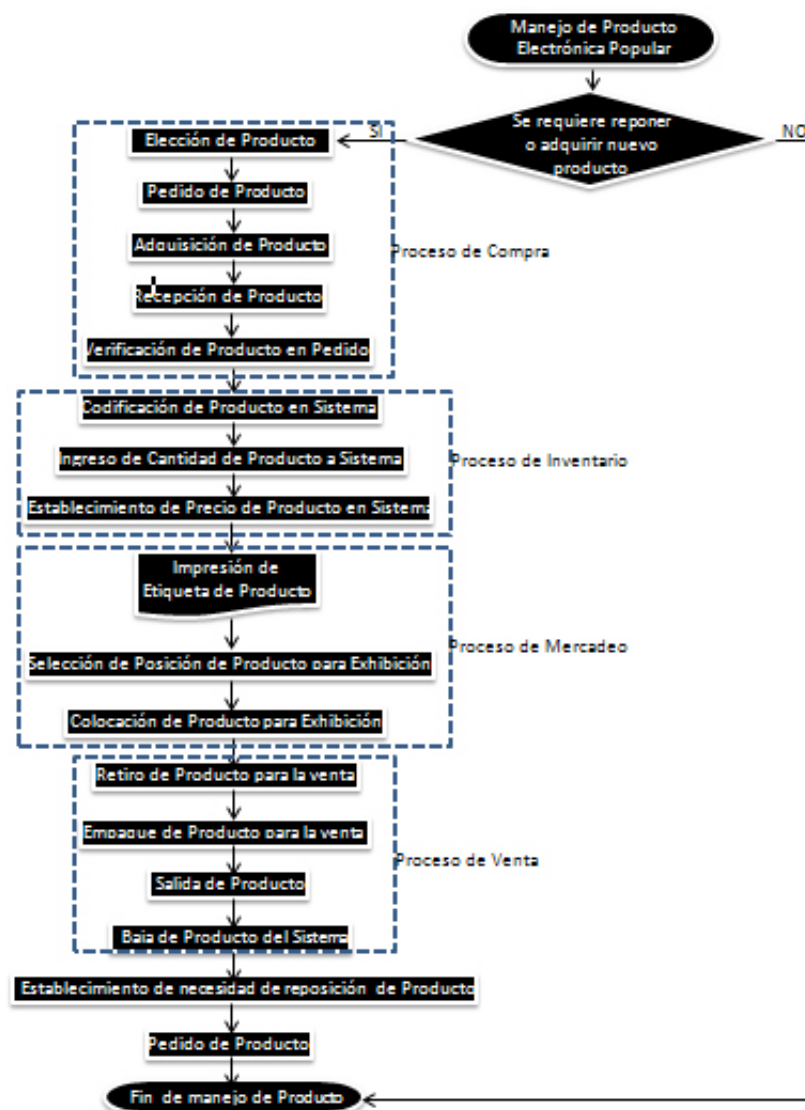 Manejo de Producto
Electrónica Popular
Se requiere reponer
o adquirir nuevo
producto
SI
NO
Elección de Producto
Pedido de Producto
Adquisición de Producto
Recepción de Producto
Verificación de Producto en Pedido
Proceso de Compra
Codificación de Producto en Sistema
Ingreso de Cantidad de Producto a Sistema
Establecimiento de Precio de Producto en Sistema
Proceso de Inventario
Impresión de
Etiqueta de Producto
Selección de Posición de Producto para Exhibición
Colocación de Producto para Exhibición
Proceso de Mercadeo
Retiro de Producto para la venta
Empaque de Producto para la venta
Salida de Producto
Baja de Producto del Sistema
Proceso de Venta
Establecimiento de necesidad de reposición de Producto
Pedido de Producto
Fin de manejo de Producto